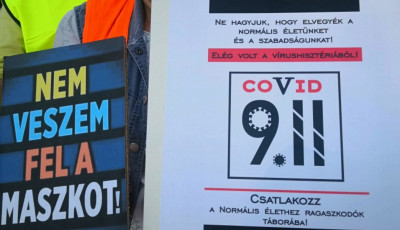 NEM
VESZEM
FEL A
MASZKOT!
NE HAGYJUK, HOGY ELVEGYÉK A
NORMÁLIS ÉLETÜNKET
ÉS A SZABADSÁGUNKAT!
ELÉG VOLT A VÍRUSHISZTÉRIÁBÓL!
COVID
9.11
CSATLAKOZZ
A NORMÁLIS ÉLETHEZ RAGASZKODÓK
TÁBORÁBA!